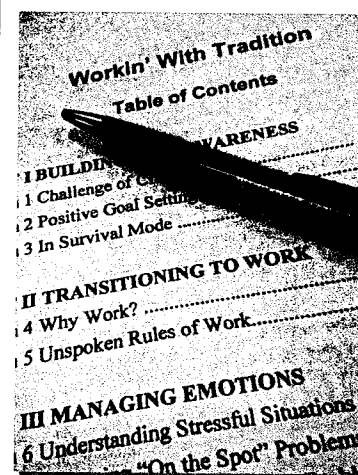 Workin' With Tradition
Table of Contents
I BUILDIN WARENESS
1 Challenge of C
2 Positive Goal Setting
3 In Survival Mode ..........
II TRANSITIONING TO WORK
4 Why Work? ..........
5 Unspoken Rules of Work..........
III MANAGING EMOTIONS
6 Understanding Stressful Situations
"On the Spot" Problem